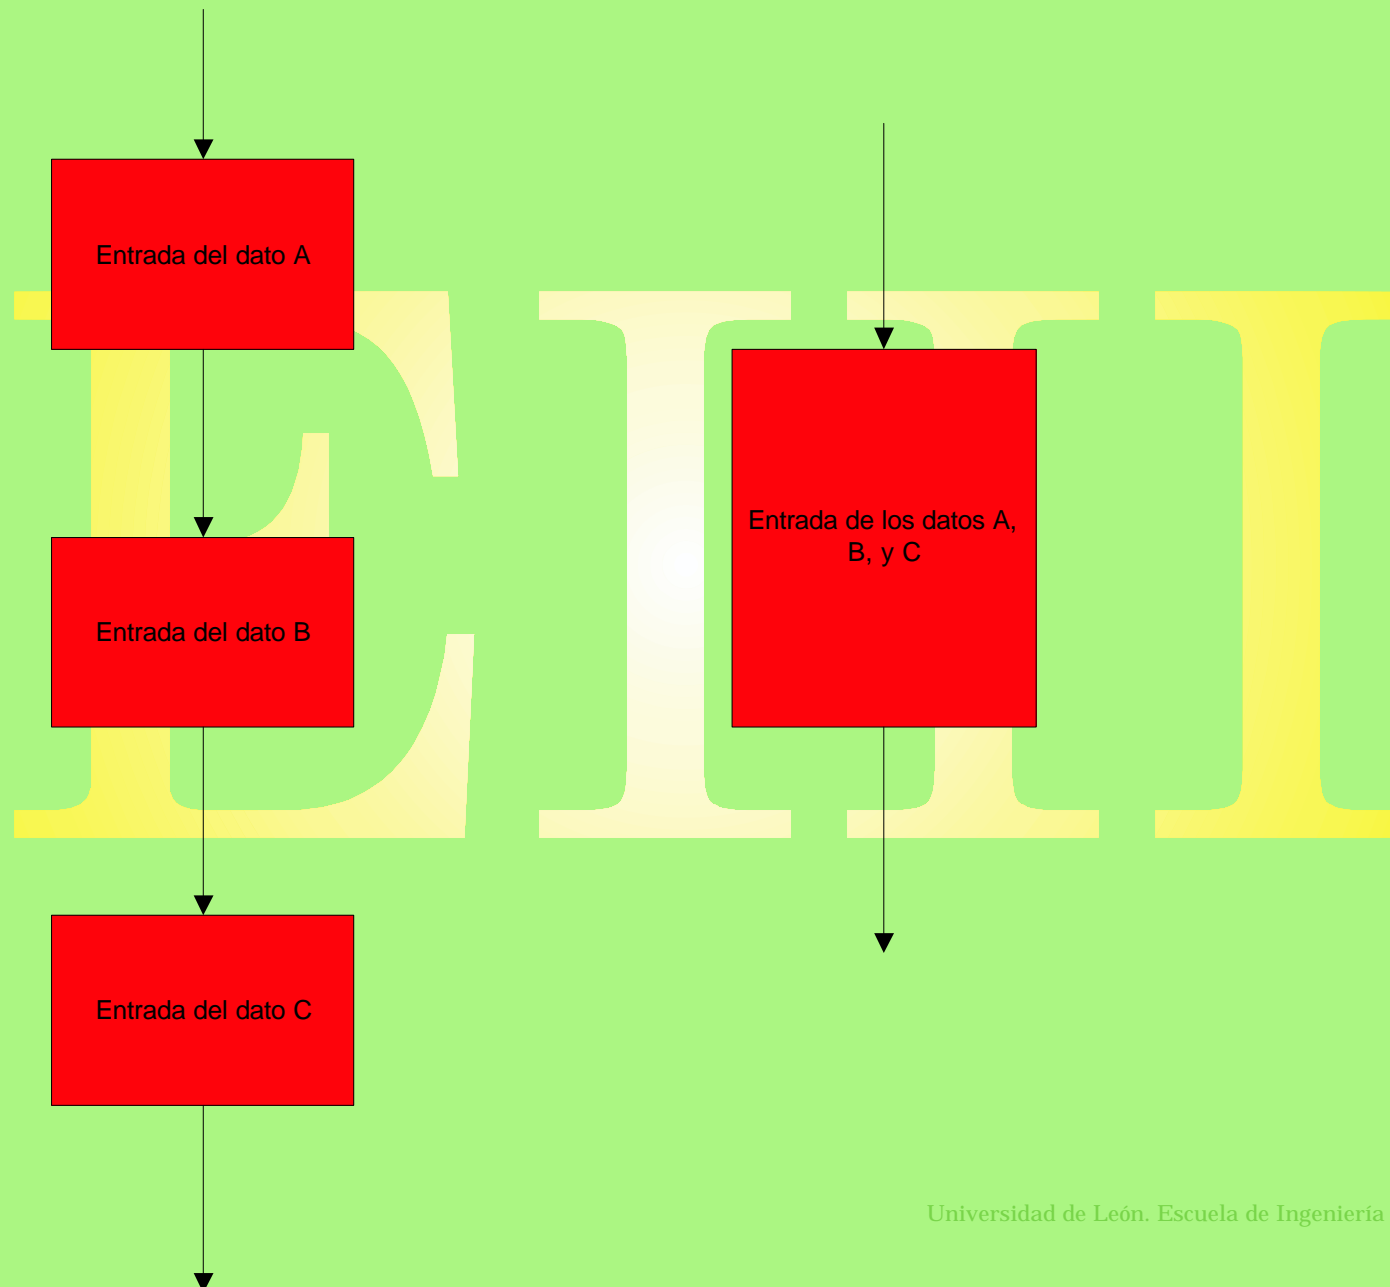 Entrada del dato A
Entrada del dato B
Entrada del dato C
Entrada de los datos A,
B, y C
EIII
Universidad de León. Escuela de Ingeniería